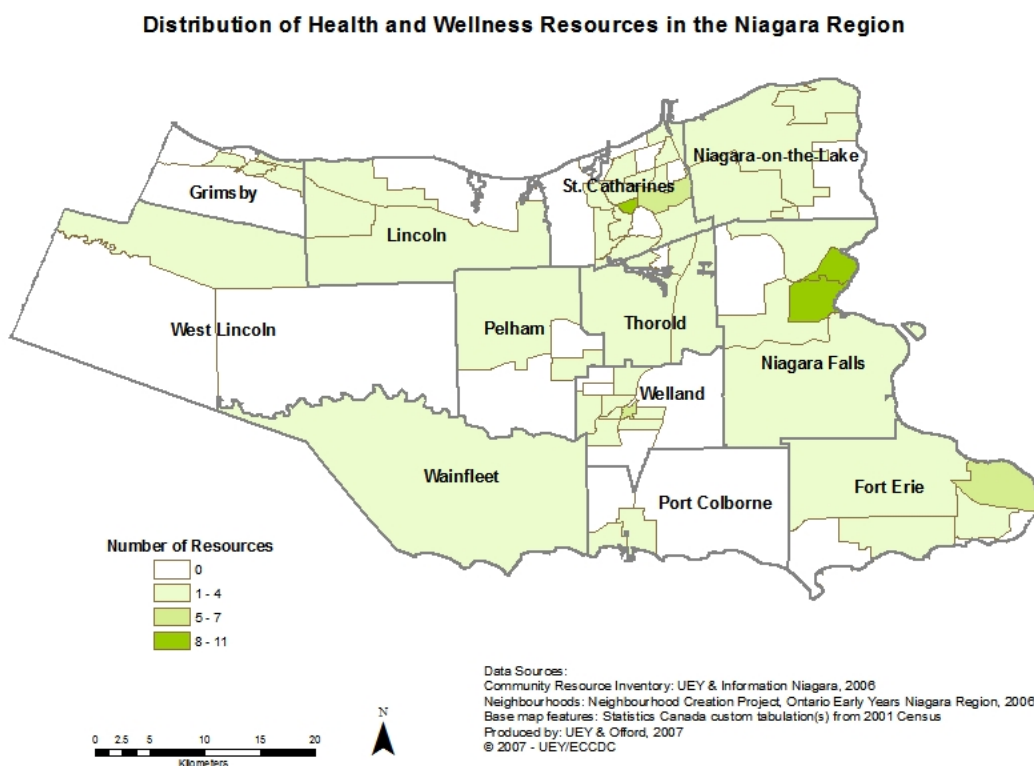 Distribution of Health and Wellness Resources in the Niagara Region
Niagara-on-the-Lake
St. Catharines
Grimsby
Lincoln
West Lincoln
Pelham
Thorold
Niagara Falls
Welland
Wainfleet
Port Colborne
Fort Erie
Number of Resources
0
1 - 4
5 - 7
8 - 11
Data Sources:
Community Resource Inventory: UEY & Information Niagara, 2006
Neighbourhoods: Neighbourhood Creation Project, Ontario Early Years Niagara Region, 2006
Base map features: Statistics Canada custom tabulation(s) from 2001 Census
Produced by: UEY & Offord, 2007
© 2007 - UEY/ECCDC
N
0 2.5 5 10 15 20
Kilometers